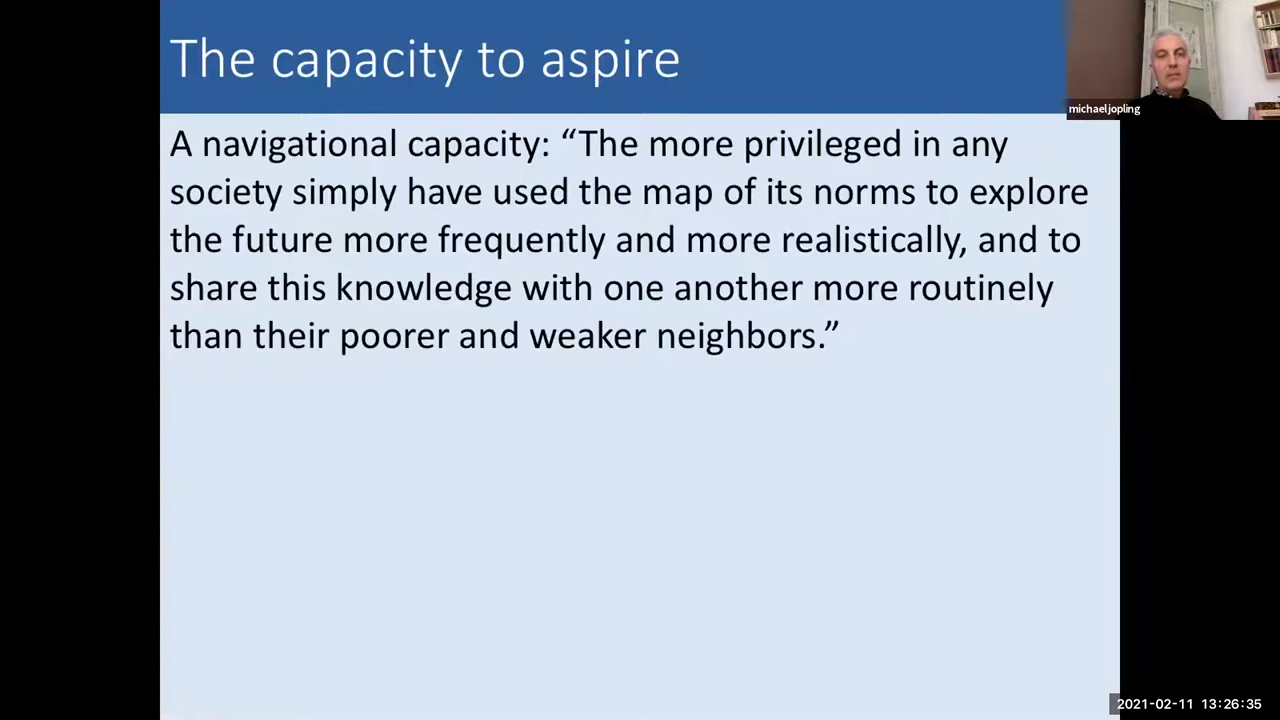 The capacity to aspire
michael jopling
A navigational capacity: “The more privileged in any
society simply have used the map of its norms to explore
the future more frequently and more realistically, and to
share this knowledge with one another more routinely
than their poorer and weaker neighbors.”
2021-02-11 13:26:35